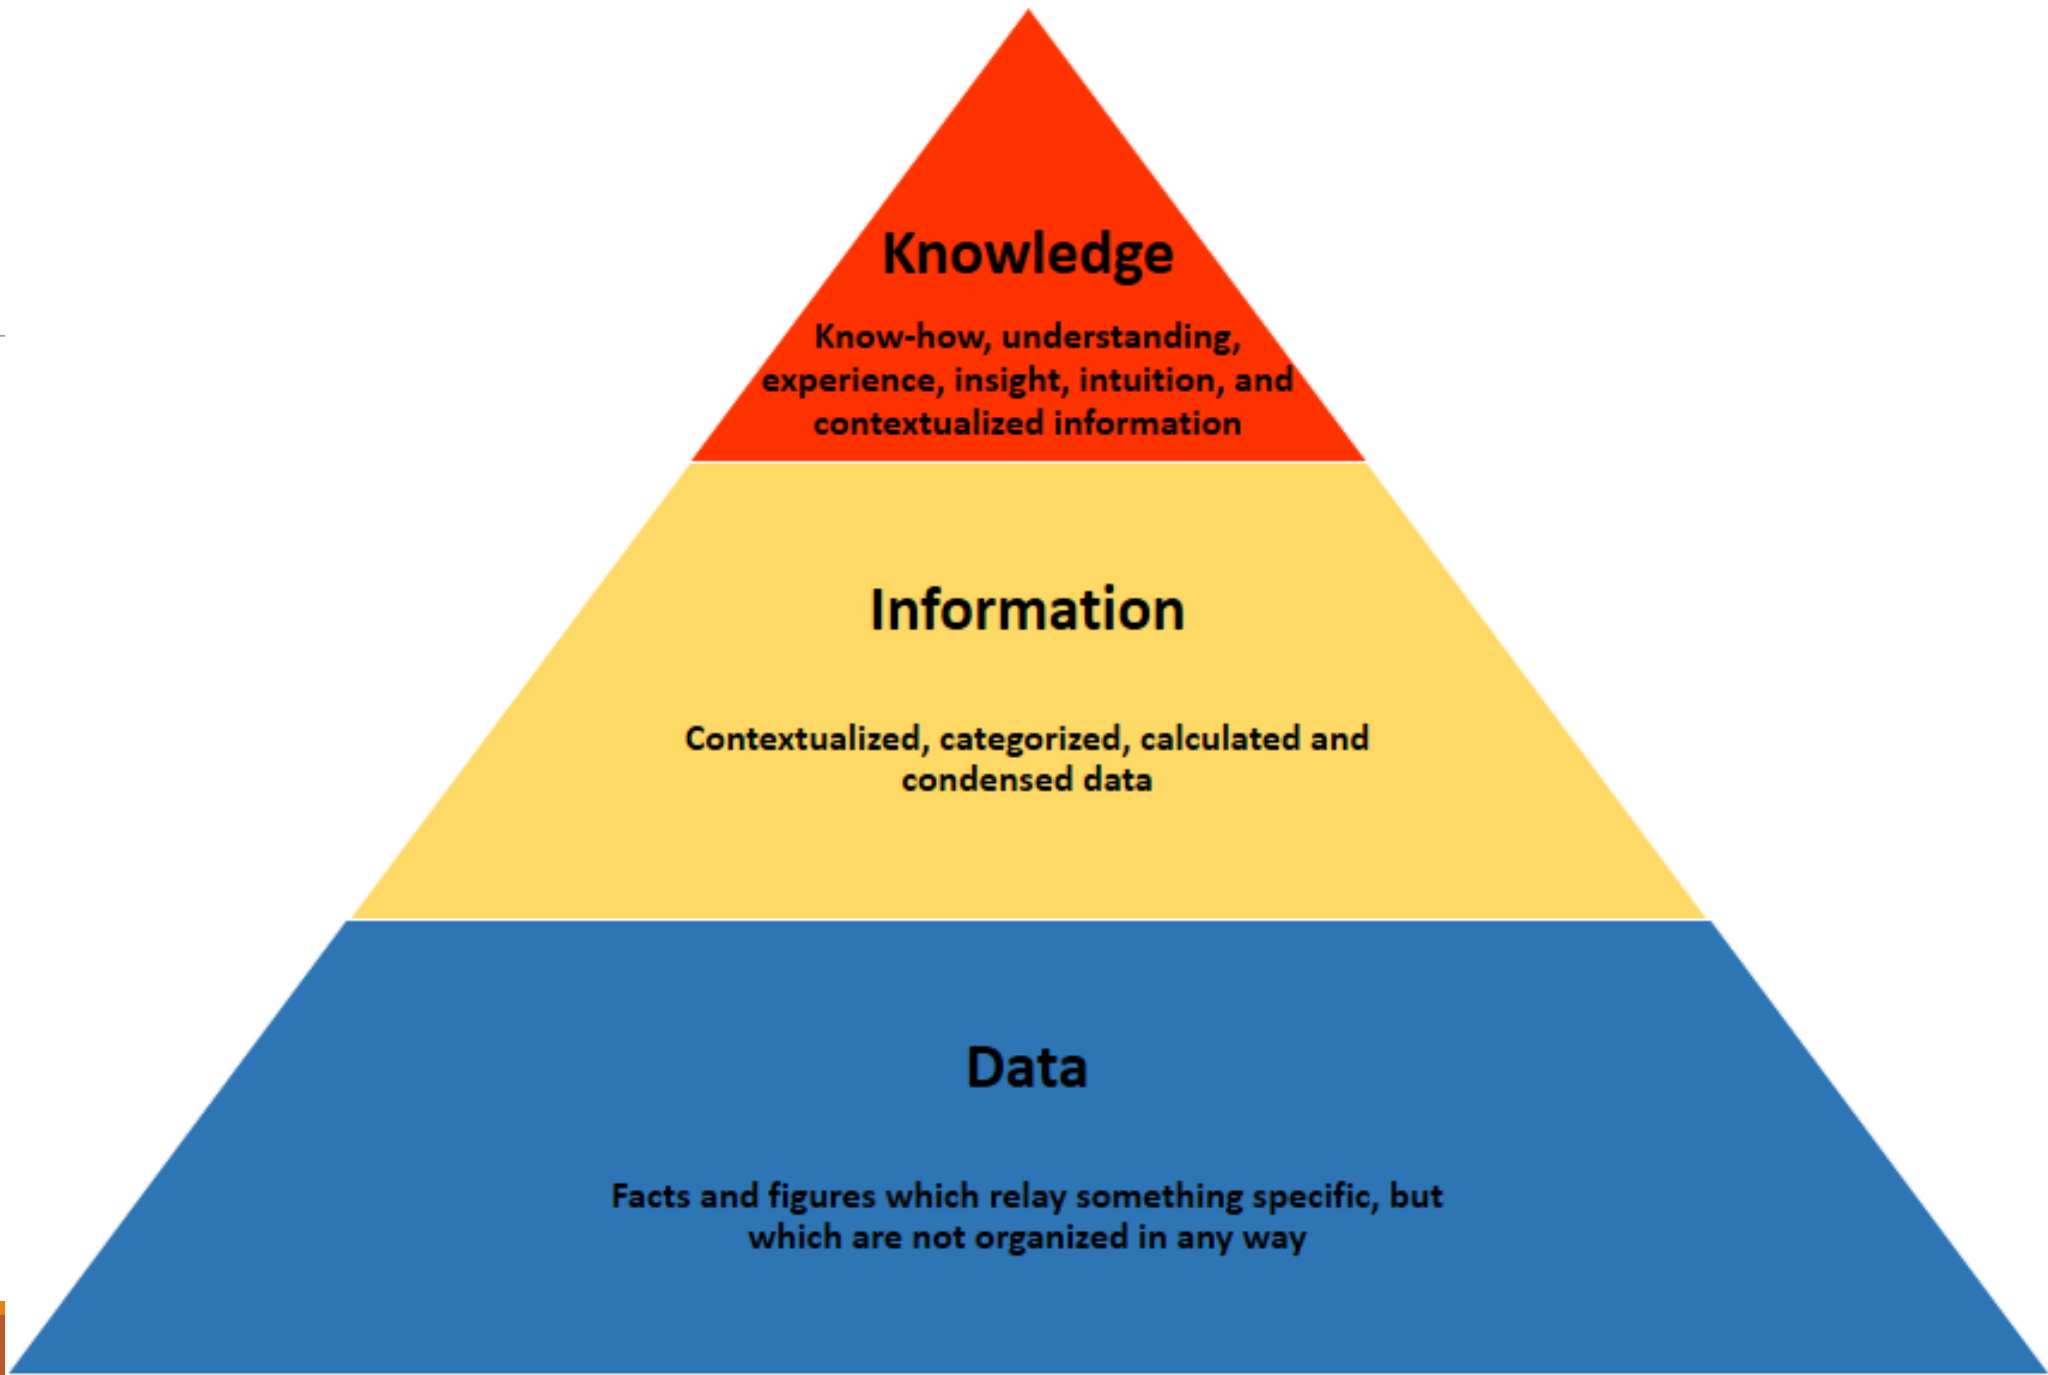 Knowledge
Know-how, understanding,
experience, insight, intuition, and
contextualized information
Information
Contextualized, categorized, calculated and
condensed data
Data
Facts and figures which relay something specific, but
which are not organized in any way